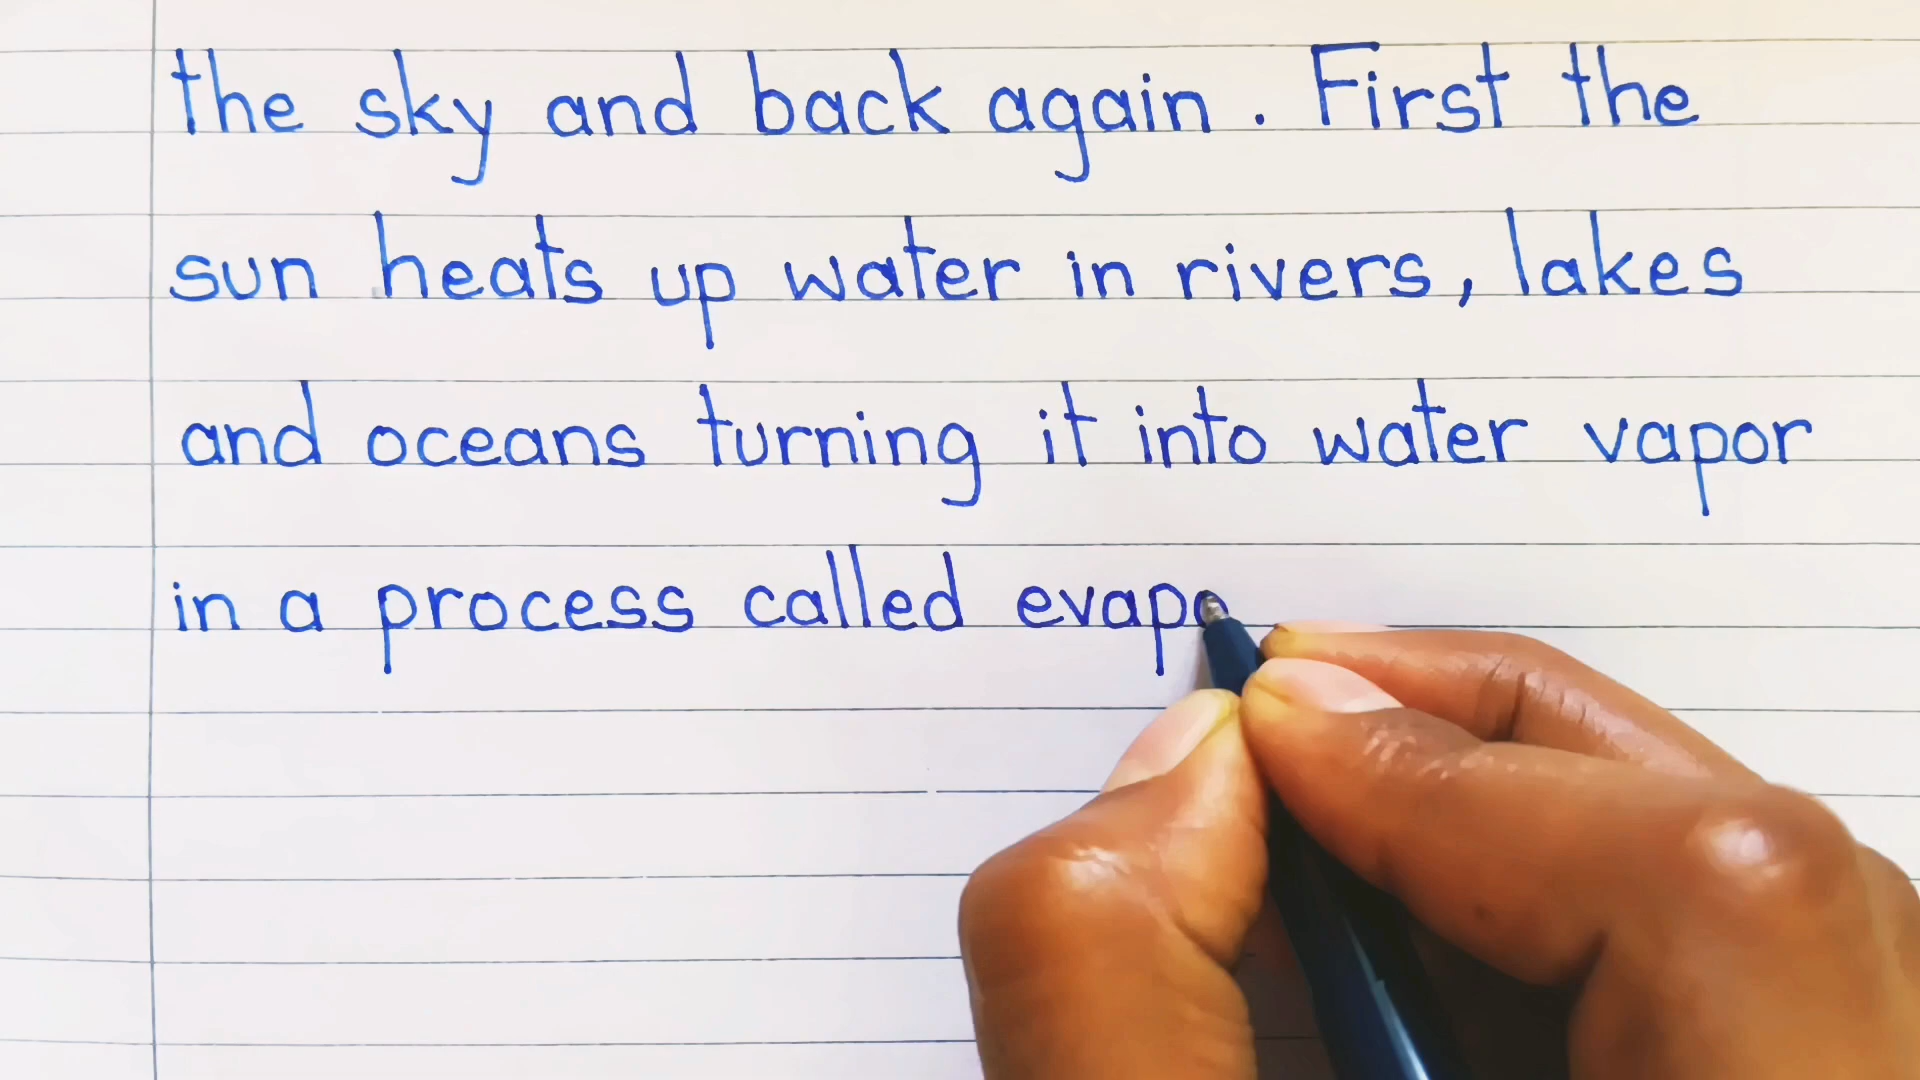 the sky and back again. First the
sun heats up water in rivers, lakes
and oceans turning it into water vapor
in a process called evapo